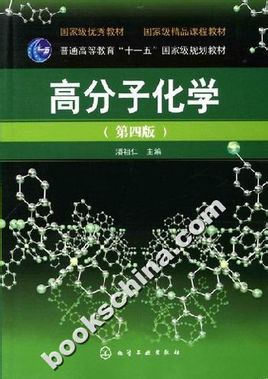 国家级优秀教材 国家级精品课程教材
普通高等教育“十一五”国家级规划教材
高分子化学
(第四版)
潘祖仁 主编
bookschina.com
化学工业出版社